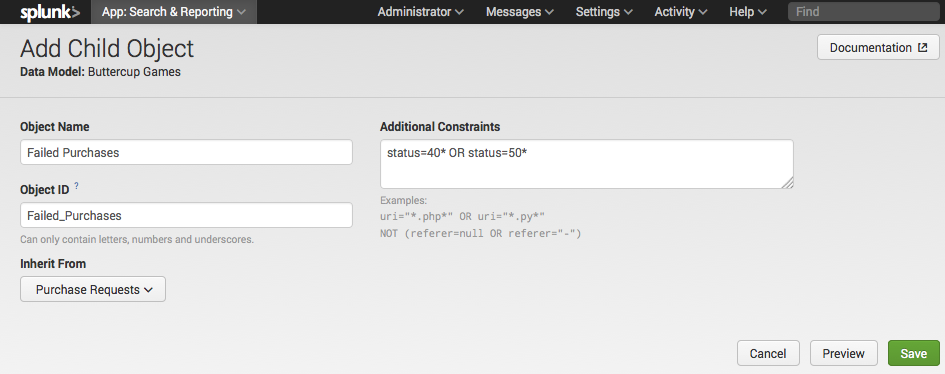 splunk> App: Search & Reporting Administrator Messages Settings Activity Help Find
Add Child Object
Documentation
Data Model: Buttercup Games
Object Name
Failed Purchases
Object ID ?
Failed_Purchases
Can only contain letters, numbers and underscores.
Inherit From
Purchase Requests
Additional Constraints
status=40* OR status=50*
Examples:
uri="*.php*" OR uri="*.py*"
NOT (referer=null OR referer="-")
Cancel Preview Save